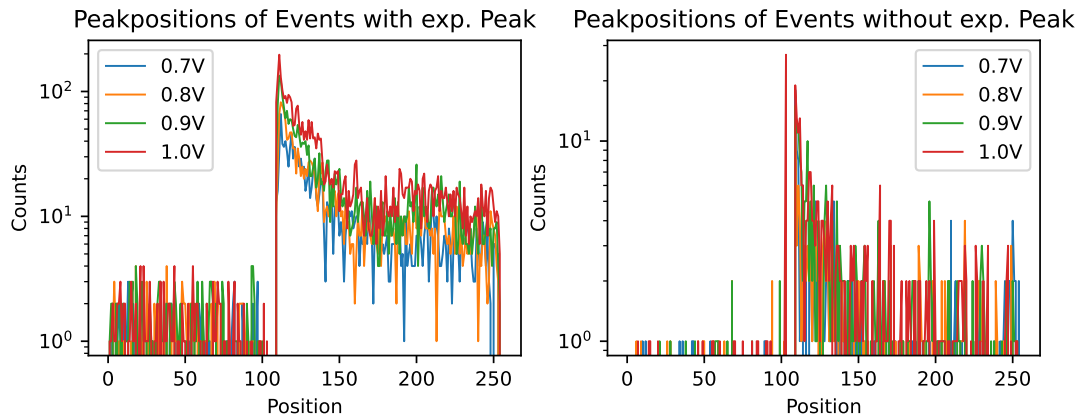 Peakpositions of Events with exp. Peak
0.7V
0.8V
0.9V
1.0V
10²
10¹
10⁰
Counts
0 50 100 150 200 250
Position
Peakpositions of Events without exp. Peak
0.7V
0.8V
0.9V
1.0V
10¹
10⁰
Counts
0 50 100 150 200 250
Position